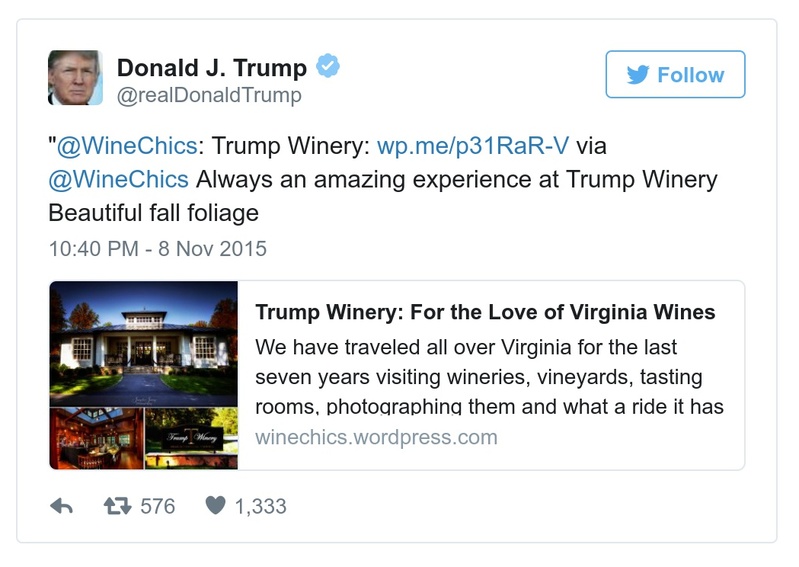 Donald J. Trump
@realDonaldTrump
Follow
"@WineChics: Trump Winery: wp.me/p31RaR-V via
@WineChics Always an amazing experience at Trump Winery
Beautiful fall foliage
10:40 PM - 8 Nov 2015
Trump Winery: For the Love of Virginia Wines
We have traveled all over Virginia for the last
seven years visiting wineries, vineyards, tasting
rooms, photographing them and what a ride it has
winechics.wordpress.com
Trump Winery
576
1,333